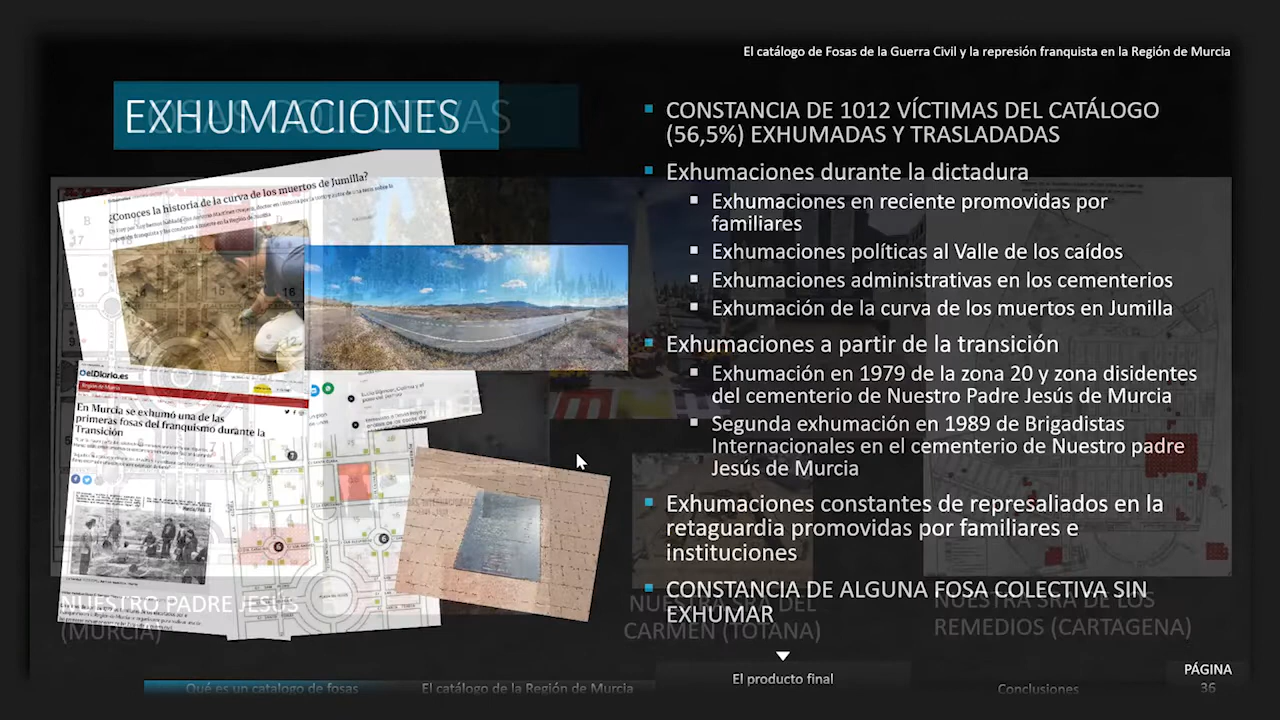 El catálogo de Fosas de la Guerra Civil y la represión franquista en la Región de Murcia
EXHUMACIONES
¿Conoces la historia de la curva de los muertos de Jumilla?
elDiario.es
Región de Murcia
En Murcia se exhumó una de las
primeras fosas del franquismo durante la
Transición
NUESTRO PADRE JESÚS
(MURCIA)
CONSTANCIA DE 1012 VÍCTIMAS DEL CATÁLOGO
(56,5%) EXHUMADAS Y TRASLADADAS
Exhumaciones durante la dictadura
Exhumaciones en reciente promovidas por
familiares
Exhumaciones políticas al Valle de los caídos
Exhumaciones administrativas en los cementerios
Exhumación de la curva de los muertos en Jumilla
Exhumaciones a partir de la transición
Exhumación en 1979 de la zona 20 y zona disidentes
del cementerio de Nuestro Padre Jesús de Murcia
Segunda exhumación en 1989 de Brigadistas
Internacionales en el cementerio de Nuestro padre
Jesús de Murcia
Exhumaciones constantes de represaliados en la
retaguardia promovidas por familiares e
instituciones
CONSTANCIA DE ALGUNA FOSA COLECTIVA SIN
EXHUMAR
NUESTRA SRA DEL
CARMEN (TOTANA)
NUESTRA SRA DE LOS
REMEDIOS (CARTAGENA)
Qué es un catalogo de fosas
El catálogo de la Región de Murcia
El producto final
Conclusiones
PÁGINA
36